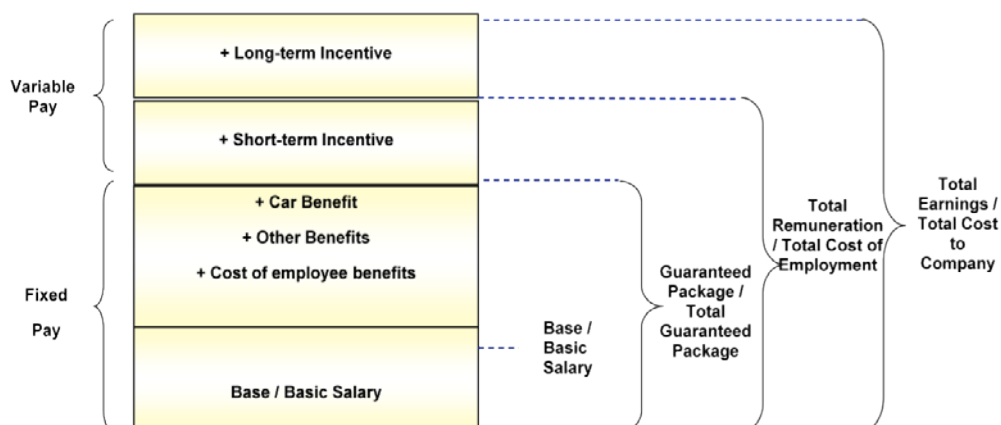 + Long-term Incentive
Variable
Pay
+ Short-term Incentive
+ Car Benefit
+ Other Benefits
+ Cost of employee benefits
Fixed
Pay
Base / Basic Salary
Base /
Basic
Salary
Guaranteed
Package /
Total
Guaranteed
Package
Total
Remuneration
/ Total Cost of
Employment
Total
Earnings /
Total Cost
to
Company